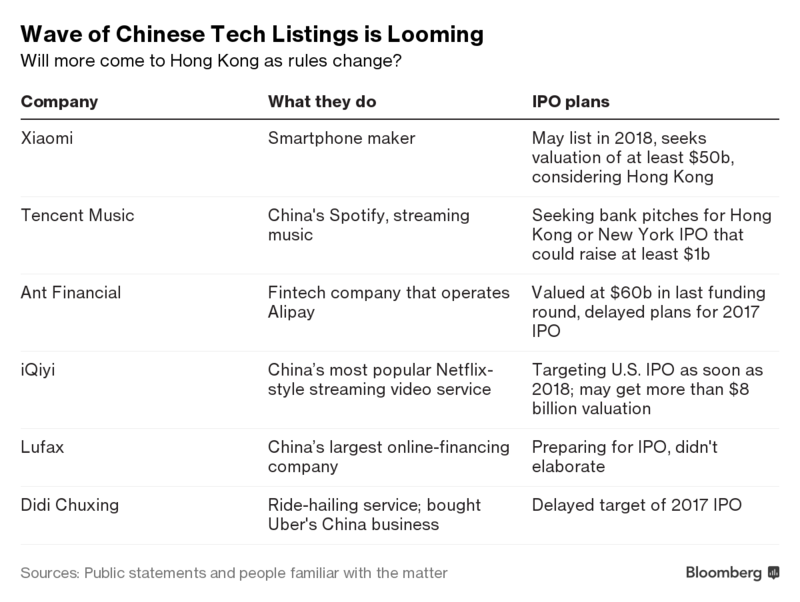 Wave of Chinese Tech Listings is Looming
Will more come to Hong Kong as rules change?
Company What they do IPO plans
Xiaomi Smartphone maker May list in 2018, seeks
valuation of at least $50b,
considering Hong Kong
Tencent Music China's Spotify, streaming Seeking bank pitches for Hong
music Kong or New York IPO that
could raise at least $1b
Ant Financial Fintech company that operates Valued at $60b in last funding
Alipay round, delayed plans for 2017
IPO
iQiyi China’s most popular Netflix- Targeting U.S. IPO as soon as
style streaming video service 2018; may get more than $8
billion valuation
Lufax China’s largest online-financing Preparing for IPO, didn't
company elaborate
Didi Chuxing Ride-hailing service; bought Delayed target of 2017 IPO
Uber's China business
Sources: Public statements and people familiar with the matter Bloomberg